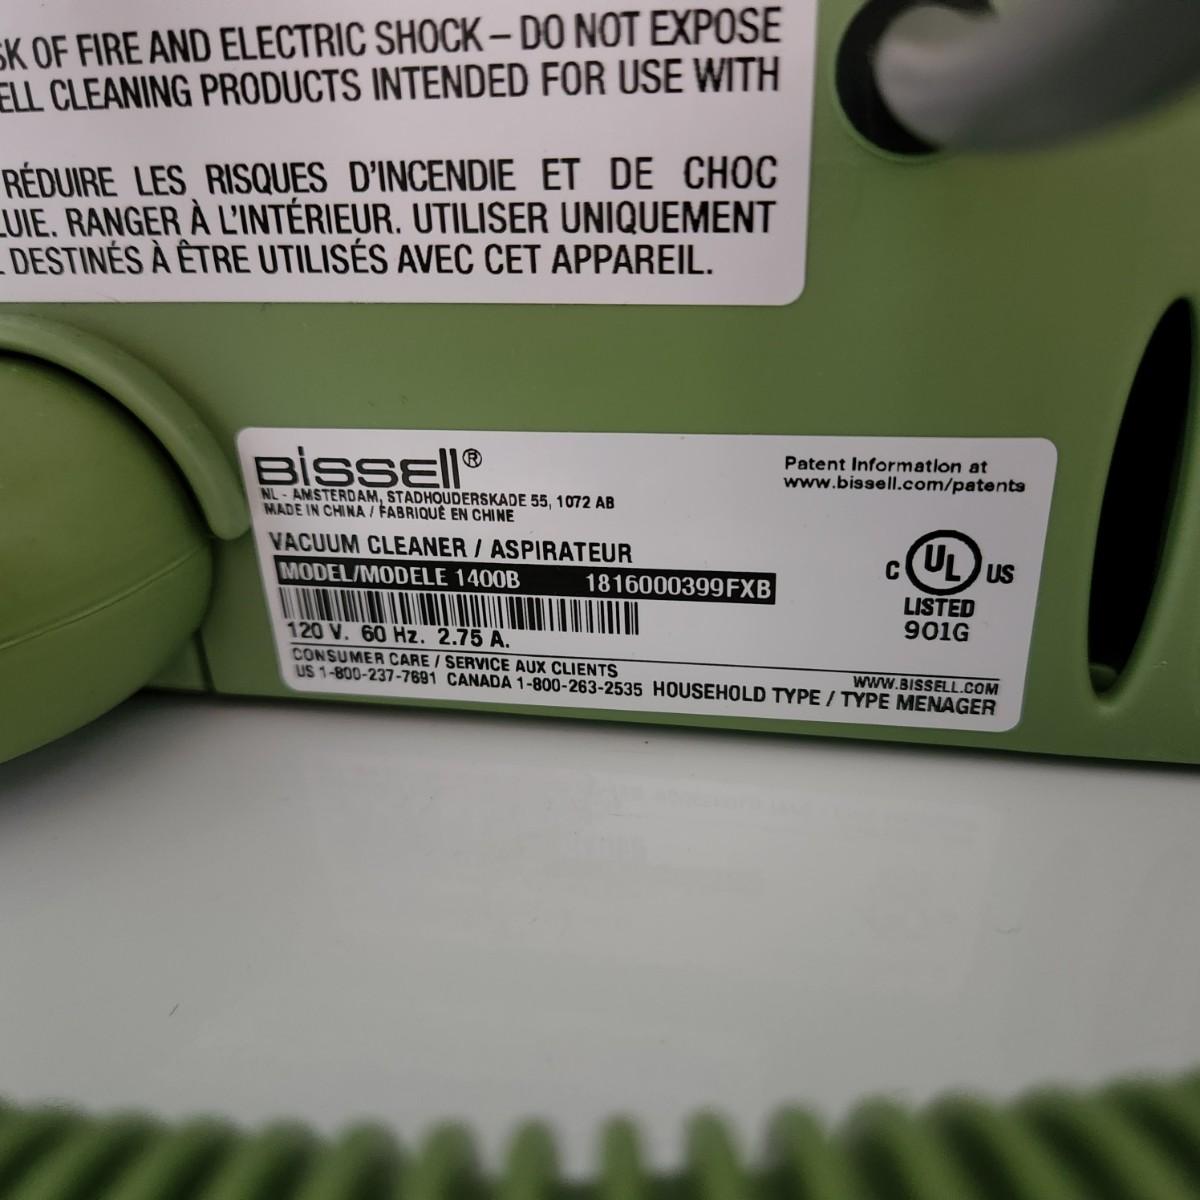 OF FIRE AND ELECTRIC SHOCK – DO NOT EXPOSE
CLEANING PRODUCTS INTENDED FOR USE WITH
RÉDUIRE LES RISQUES D'INCENDIE ET DE CHOC
RANGER À L'INTÉRIEUR. UTILISER UNIQUEMENT
DESTINÉS À ÊTRE UTILISÉS AVEC CET APPAREIL.
BISSELL®
NL - AMSTERDAM, STADHOUDERSKADE 55, 1072 AB
MADE IN CHINA / FABRIQUÉ EN CHINE
Patent Information at
www.bissell.com/patents
VACUUM CLEANER / ASPIRATEUR
MODEL/MODELE 1400B 1816000399FXB
120 V. 60 Hz. 2.75 A.
C UL US
LISTED
901G
CONSUMER CARE / SERVICE AUX CLIENTS WWW.BISSELL.COM
US 1-800-237-7691 CANADA 1-800-263-2535 HOUSEHOLD TYPE / TYPE MENAGER